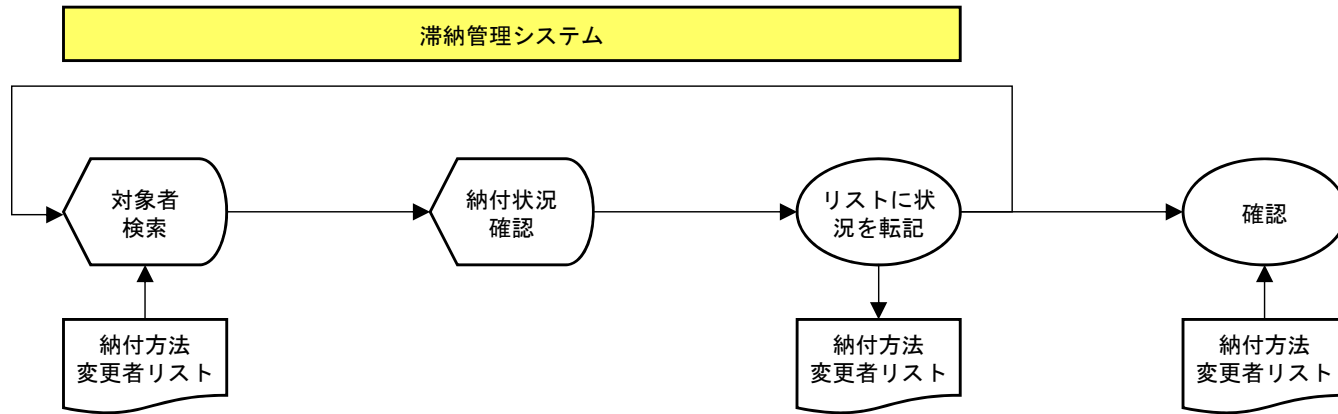 滞納管理システム
対象者
検索
納付状況
確認
リストに状
況を転記
確認
納付方法
変更者リスト
納付方法
変更者リスト
納付方法
変更者リスト